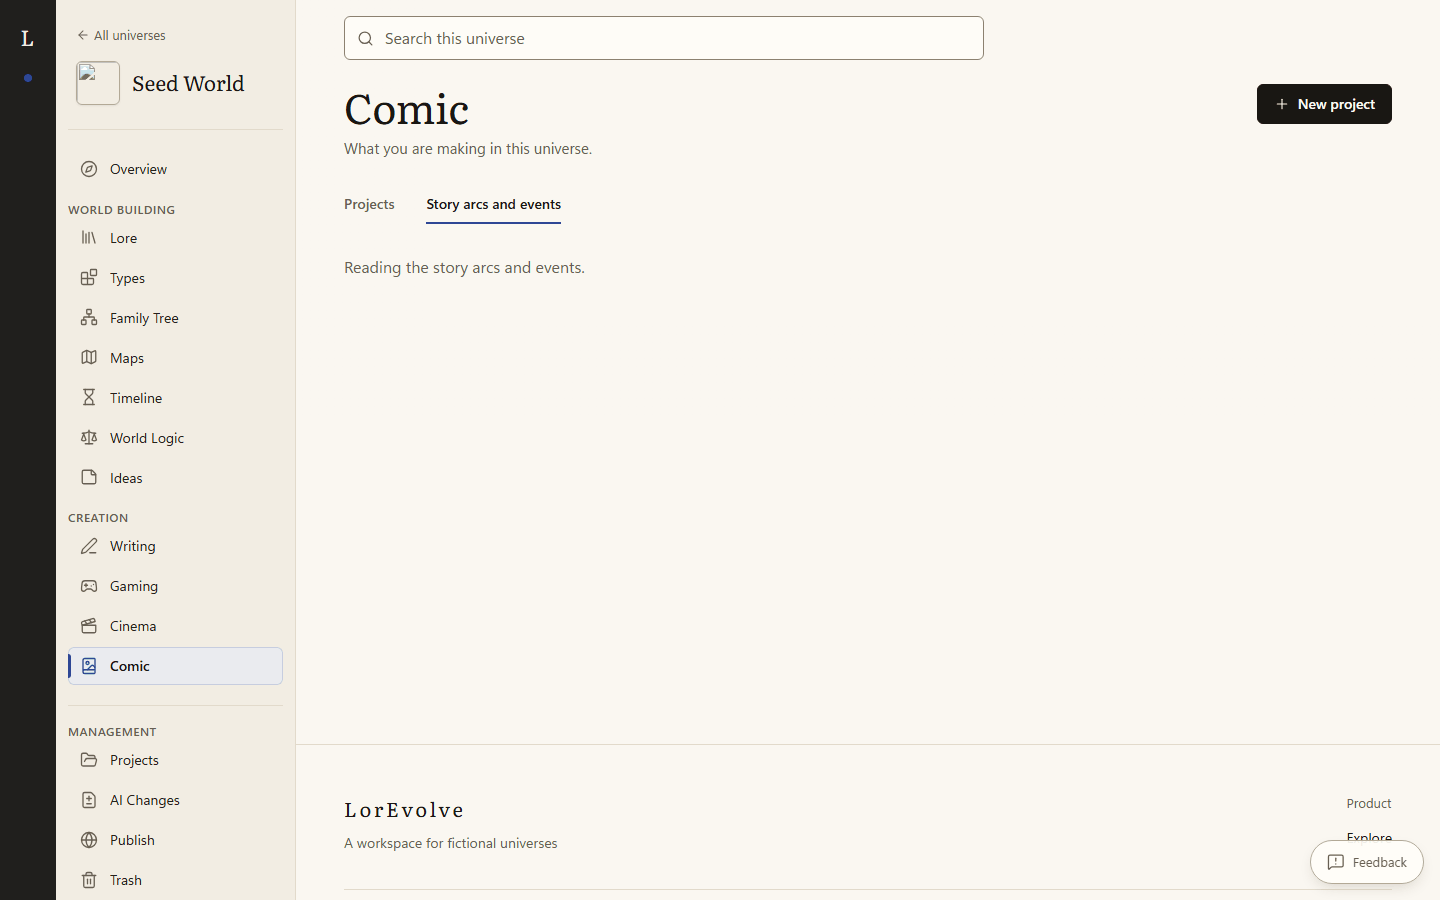 L
All universes
Seed World
Overview
WORLD BUILDING
Lore
Types
Family Tree
Maps
Timeline
World Logic
Ideas
CREATION
Writing
Gaming
Cinema
Comic
MANAGEMENT
Projects
AI Changes
Publish
Trash
Search this universe
Comic
New project
What you are making in this universe.
Projects
Story arcs and events
Reading the story arcs and events.
LorEvolve
A workspace for fictional universes
Product
Explore
Feedback